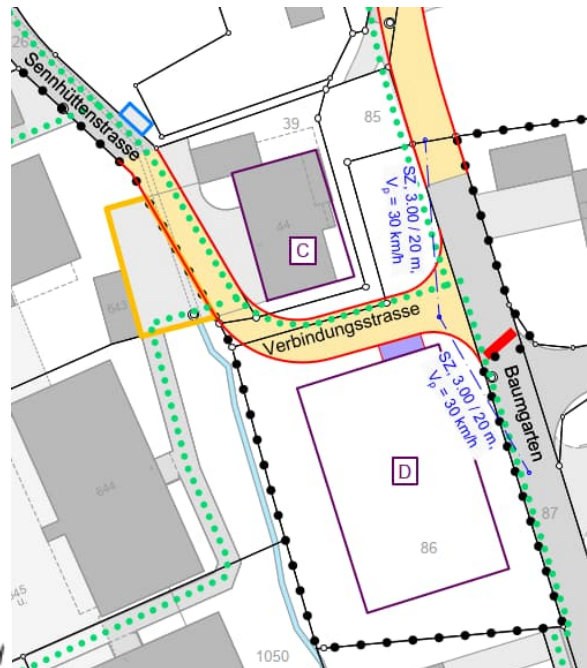 26
Sennhüttenstrasse
39
85
44
C
SZ, 3.00 / 20 m,
Vp = 30 km/h
643
Verbindungsstrasse
SZ, 3.00 / 20 m,
Vp = 30 km/h
Baumgarten
D
644
87
86
645
u.
1050